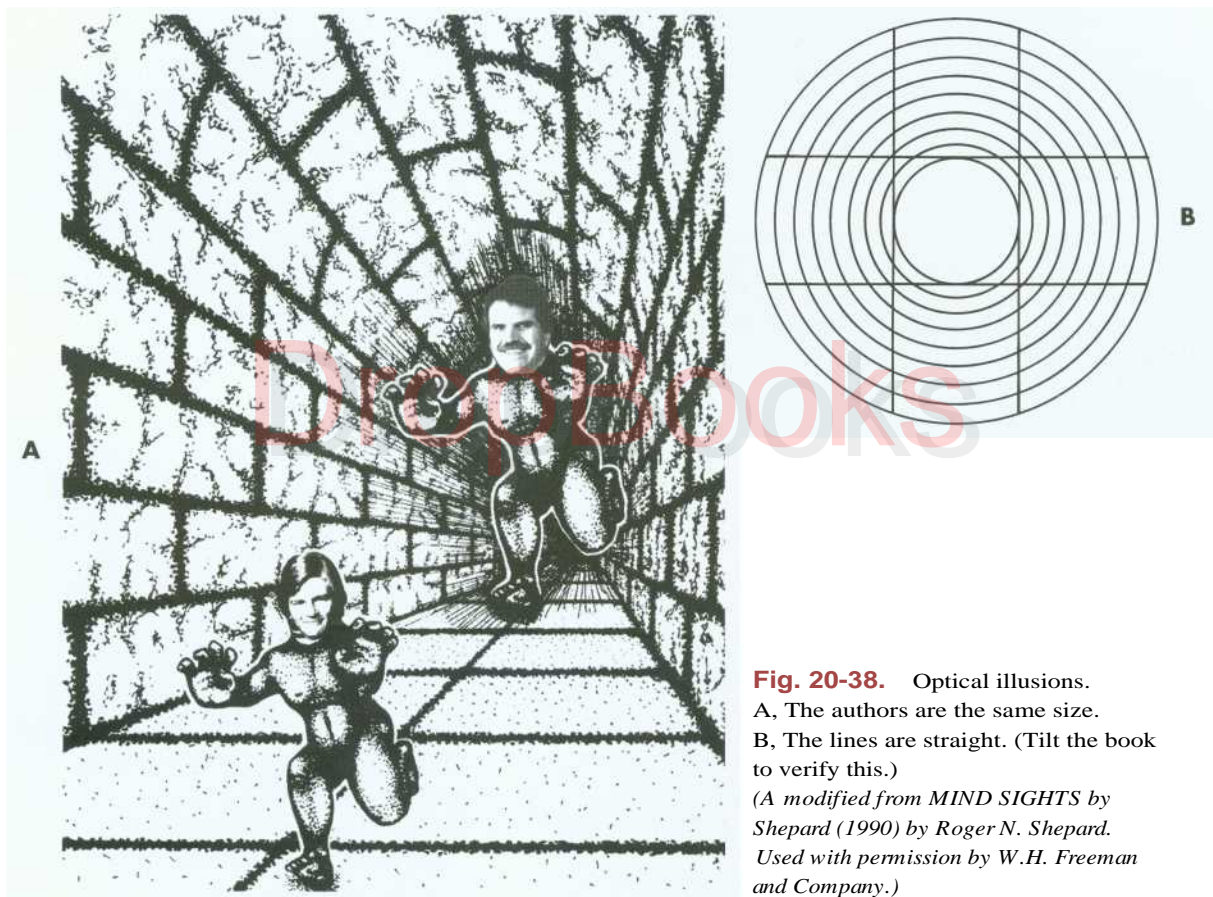 A
B
DropBooks
Fig. 20-38. Optical illusions.
A, The authors are the same size.
B, The lines are straight. (Tilt the book
to verify this.)
(A modified from MIND SIGHTS by
Shepard (1990) by Roger N. Shepard.
Used with permission by W.H. Freeman
and Company.)